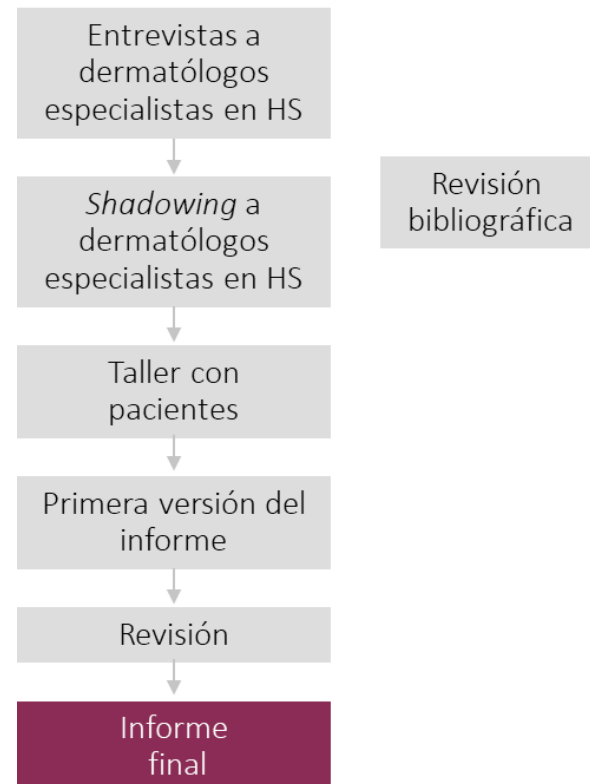 Entrevistas a
dermatólogos
especialistas en HS
Shadowing a
dermatólogos
especialistas en HS
Revisión
bibliográfica
Taller con
pacientes
Primera versión del
informe
Revisión
Informe
final